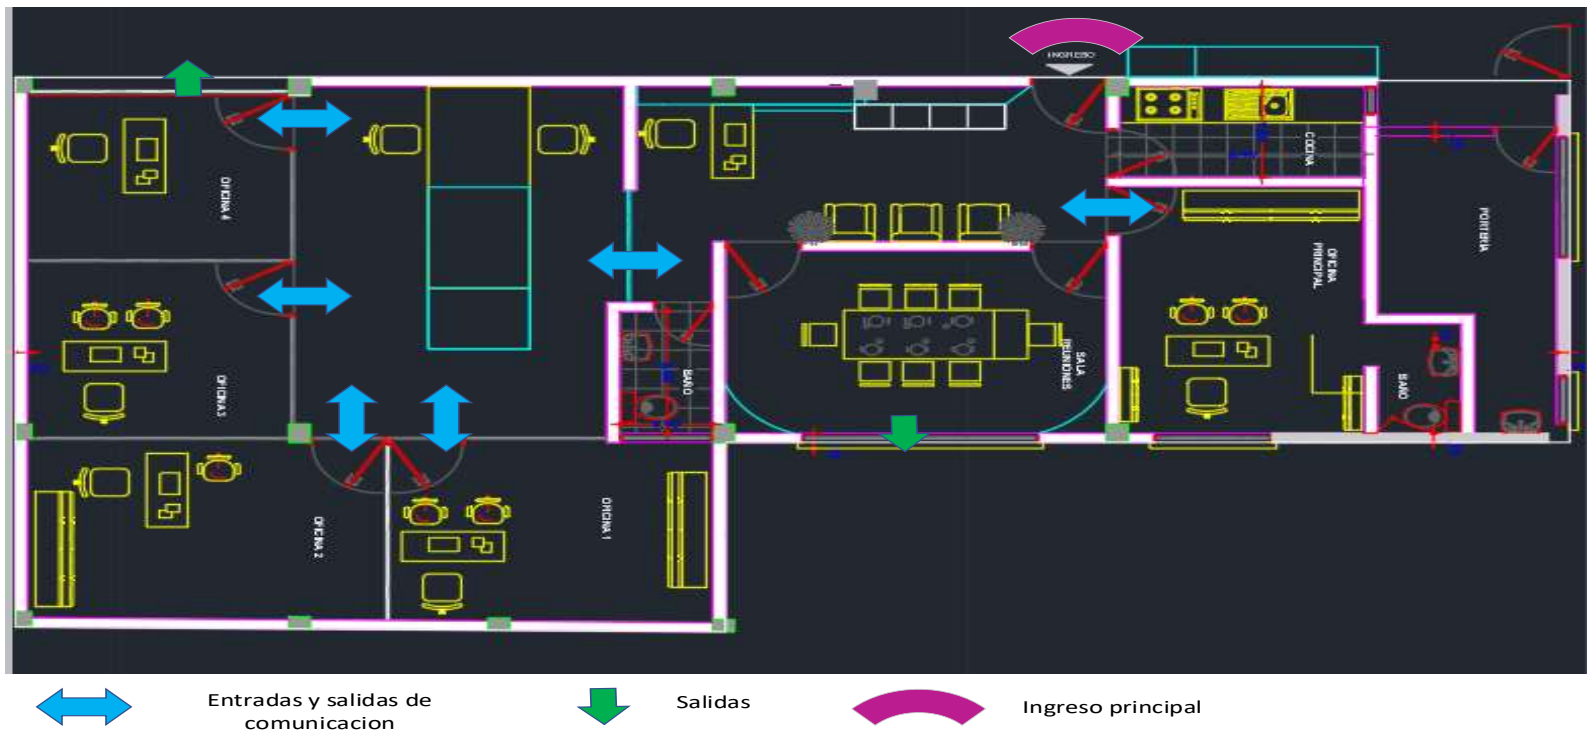 INGRESO
COCINA
OFICINA 4
PORTERÍA
OFICINA
PRINCIPAL
SALA
REUNIONES
BAÑO
BAÑO
OFICINA 3
OFICINA 2
OFICINA 1
Entradas y salidas de
comunicacion
Salidas
Ingreso principal